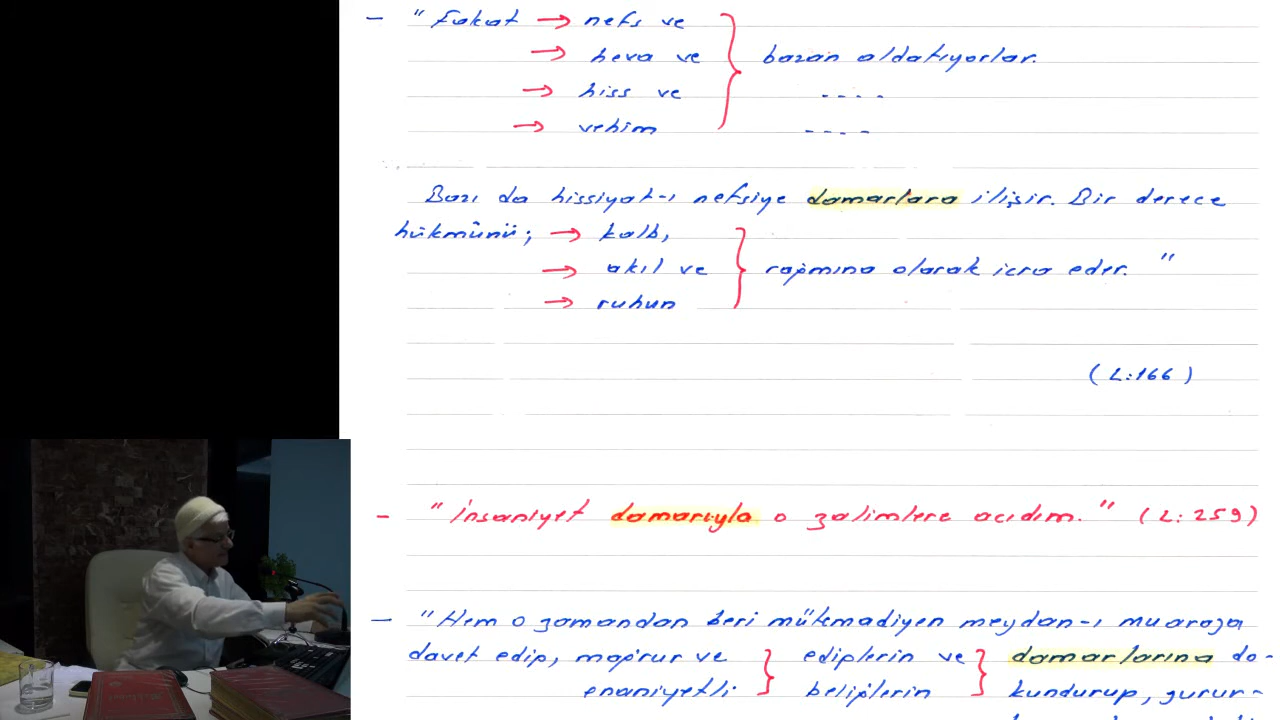 - "Fakat → nefs ve
→ heva ve } bazan aldatıyorlar.
→ hiss ve ....
→ vehim ....
Bazı da hissiyat-ı nefsiye damarlara ilişir. Bir derece
hükmünü; → kalb,
→ akıl ve } rağmına olarak icra eder."
→ ruhun
(L:166)
- "İnsaniyet damarıyla o zalimlere acıdım." (L:259)
- "Hem o zamandan beri mütemadiyen meydan-ı muaraza
davet edip, mağrur ve } ediplerin ve } damarlarına do-
enaniyetli beliğlerin kundurup, gurur-